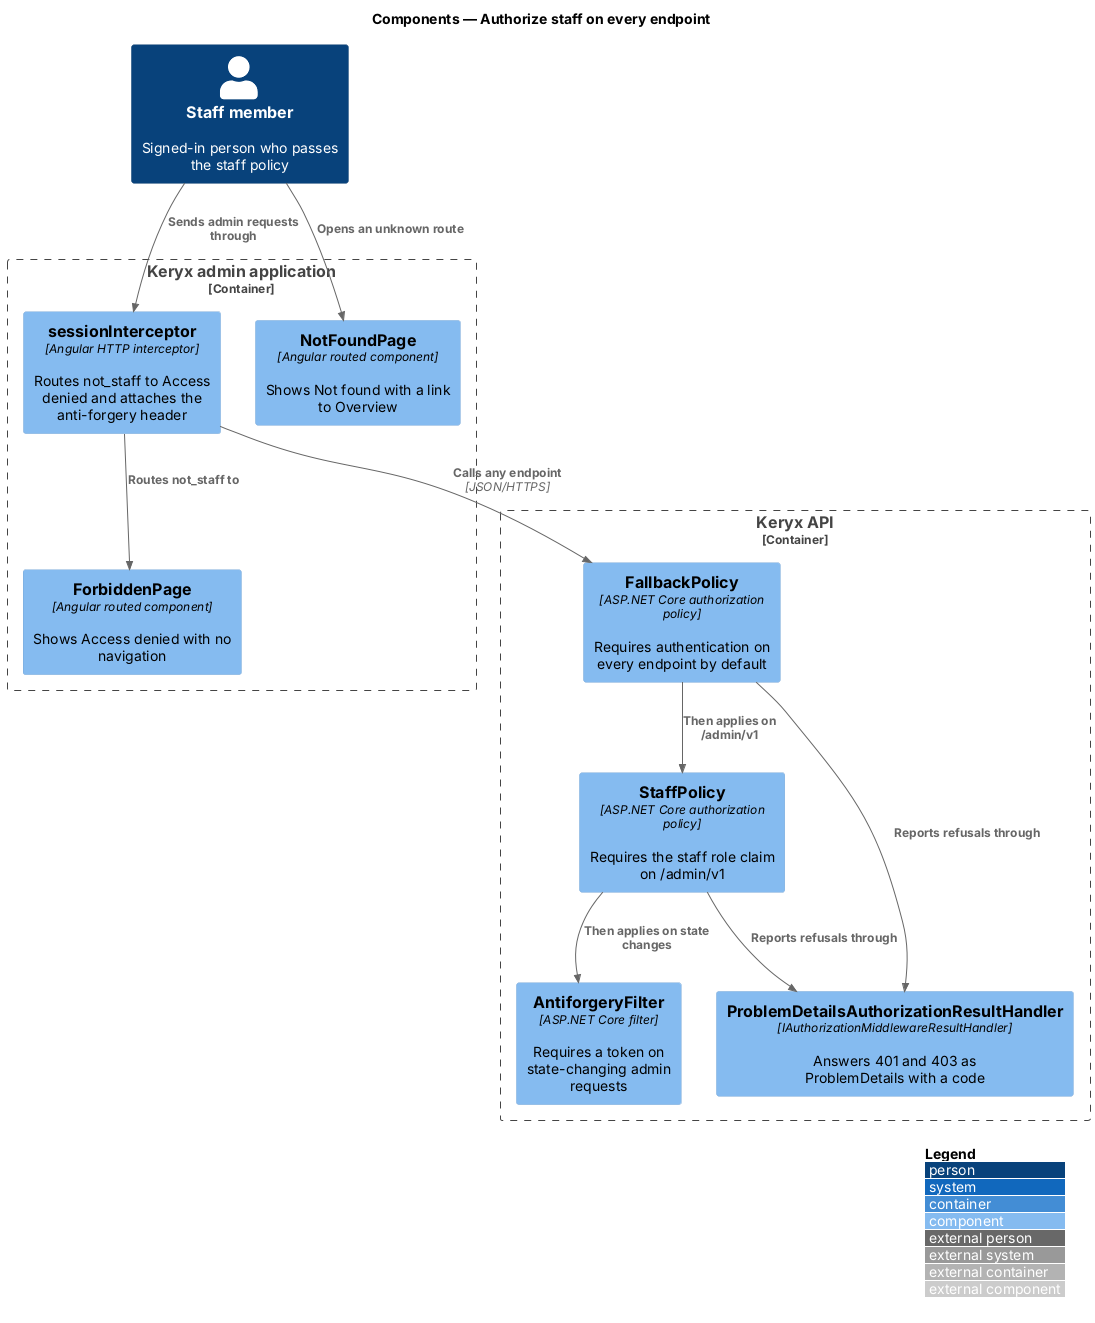 Components — Authorize staff on every endpoint
Staff member
Signed-in person who passes
the staff policy
Sends admin requests
through
Opens an unknown route
Keryx admin application
[Container]
sessionInterceptor
[Angular HTTP interceptor]
Routes not_staff to Access
denied and attaches the
anti-forgery header
NotFoundPage
[Angular routed component]
Shows Not found with a link
to Overview
Routes not_staff to
Calls any endpoint
[JSON/HTTPS]
ForbiddenPage
[Angular routed component]
Shows Access denied with no
navigation
Keryx API
[Container]
FallbackPolicy
[ASP.NET Core authorization
policy]
Requires authentication on
every endpoint by default
Then applies on
/admin/v1
StaffPolicy
[ASP.NET Core authorization
policy]
Requires the staff role claim
on /admin/v1
Reports refusals through
Then applies on state
changes
Reports refusals through
AntiforgeryFilter
[ASP.NET Core filter]
Requires a token on
state-changing admin
requests
ProblemDetailsAuthorizationResultHandler
[IAuthorizationMiddlewareResultHandler]
Answers 401 and 403 as
ProblemDetails with a code
Legend
person
system
container
component
external person
external system
external container
external component